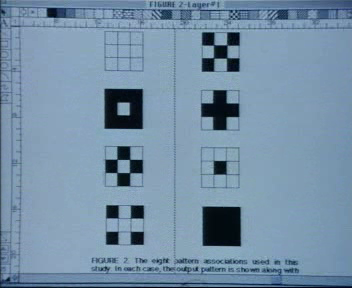 FIGURE 2-Layer#1
FIGURE 2. The eight pattern associations used in this
study. In each case, the output pattern is shown along with